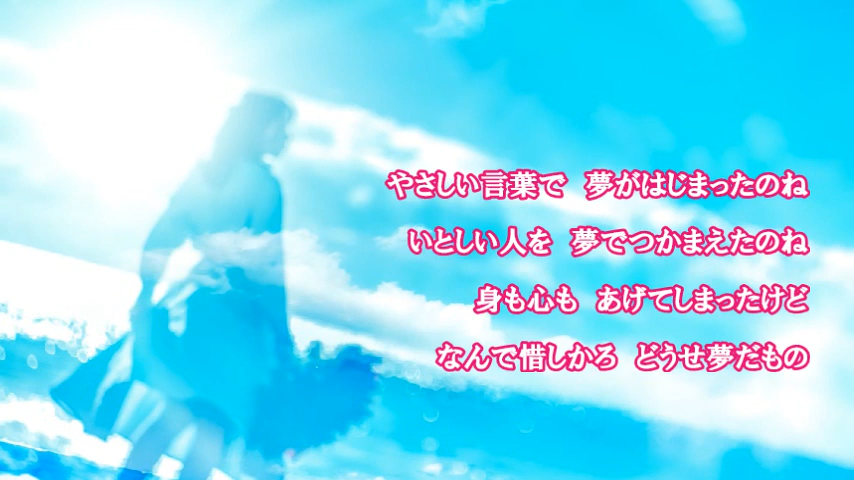 やさしい言葉で　夢がはじまったのね
いとしい人を　夢でつかまえたのね
身も心も　あげてしまったけど
なんで惜しかろ　どうせ夢だもの